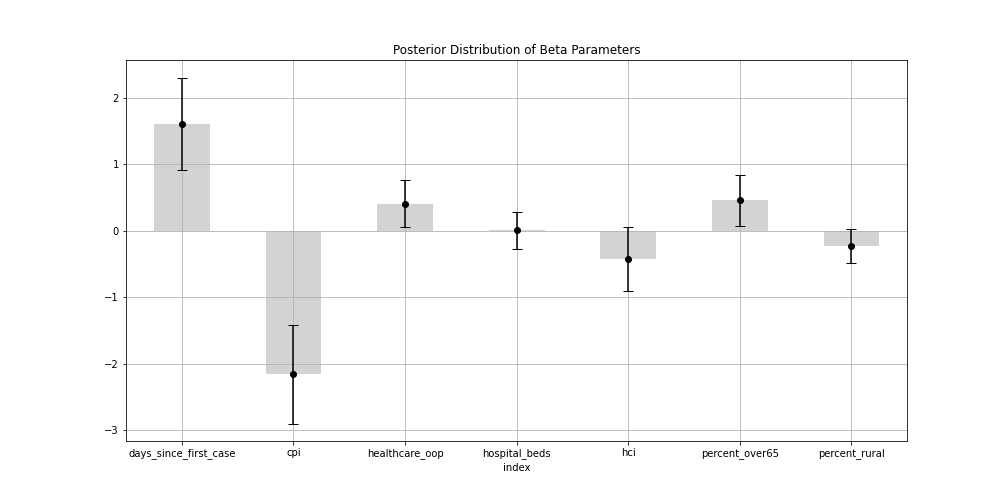 Posterior Distribution of Beta Parameters
2
1
0
−1
−2
−3
days_since_first_case cpi healthcare_oop hospital_beds hci percent_over65 percent_rural
index